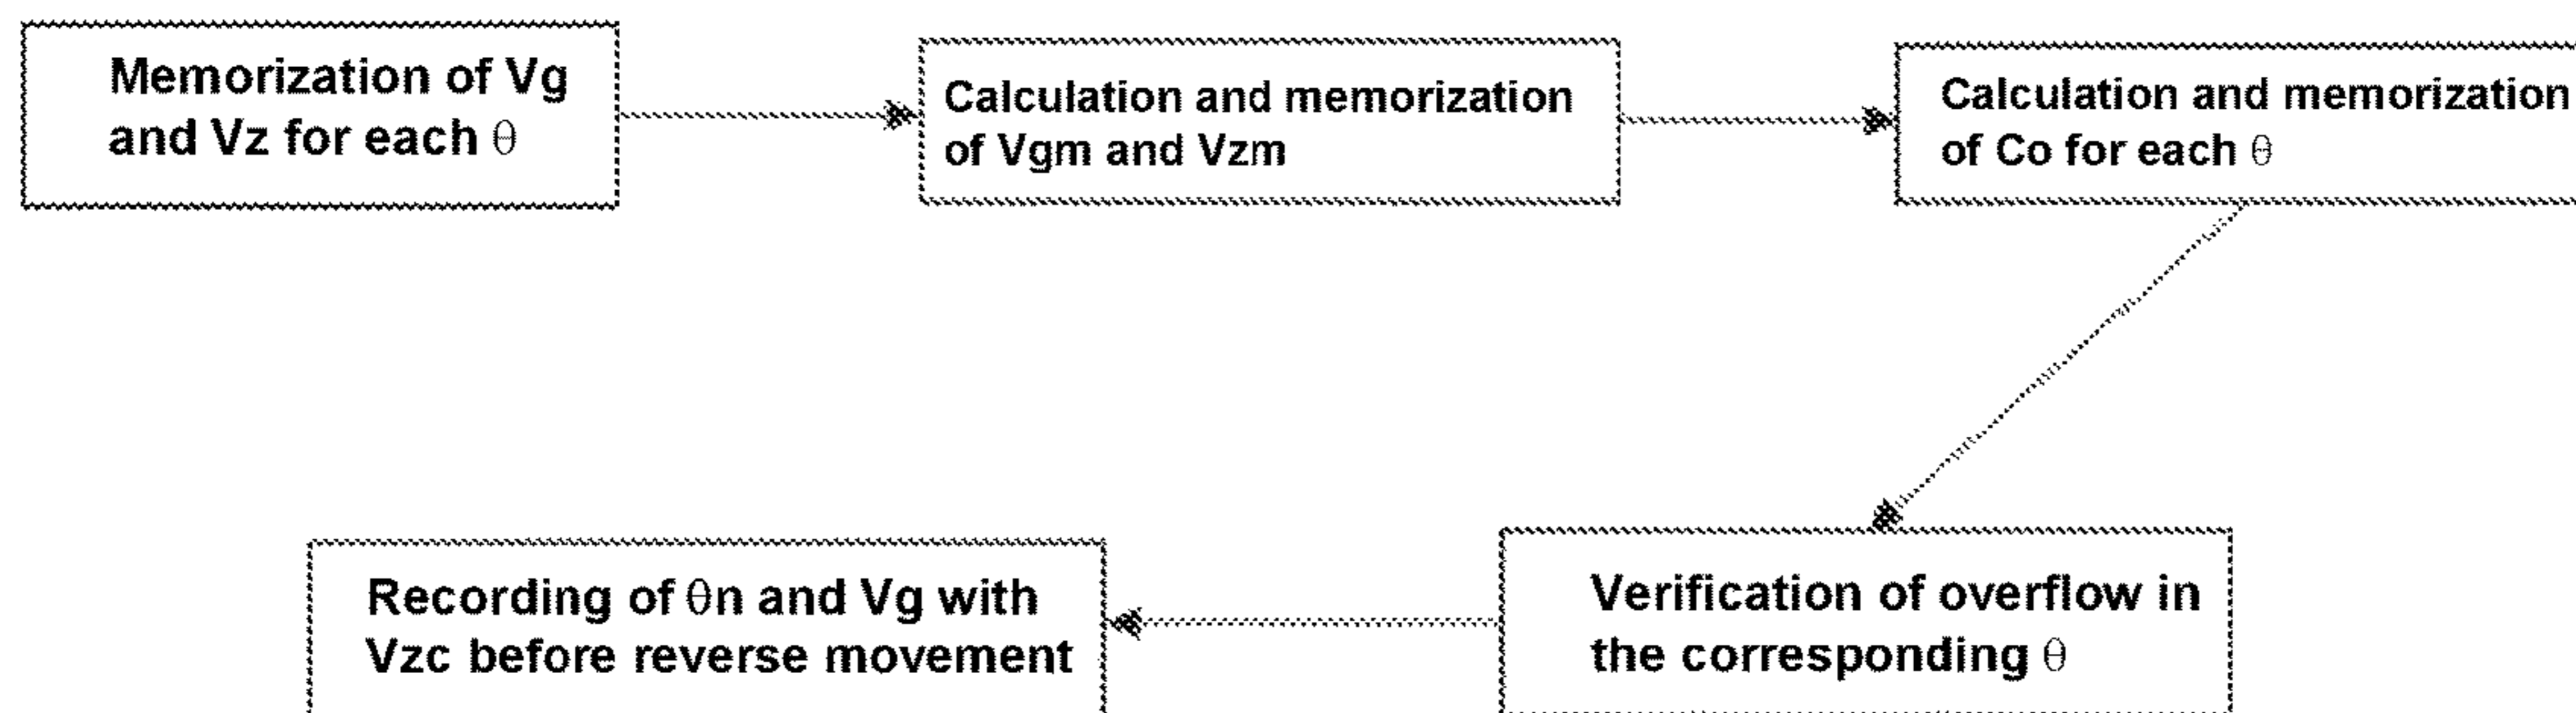 Memorization of Vg
and Vz for each θ
Calculation and memorization
of Vgm and Vzm
Calculation and memorization
of Co for each θ
Verification of overflow in
the corresponding θ
Recording of θn and Vg with
Vzc before reverse movement